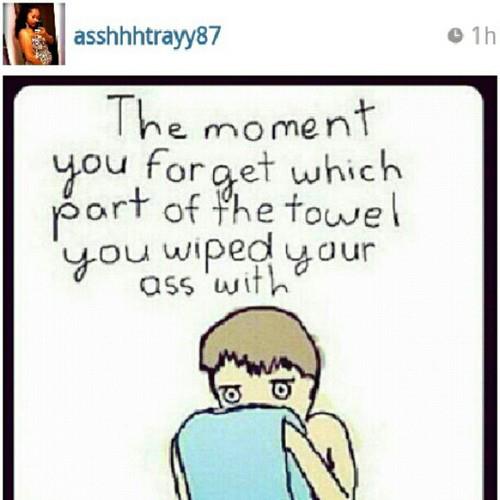 asshhhtrayy87
1h
The moment
you forget which
part of the towel
you wiped your
ass with